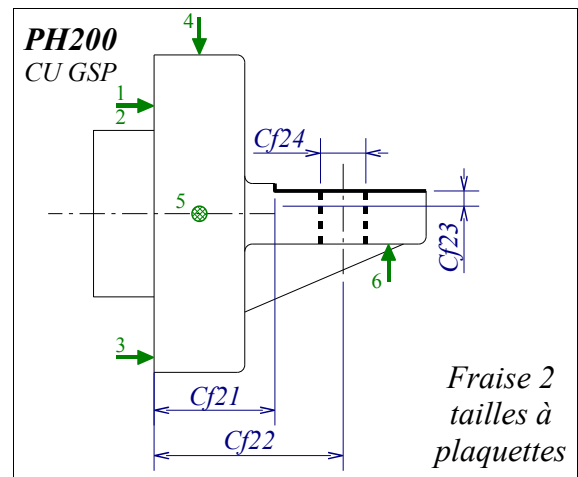 PH200
CU GSP
4
1
2
Cf24
5
Cf23
6
3
Cf21
Cf22
Fraise 2
tailles à
plaquettes